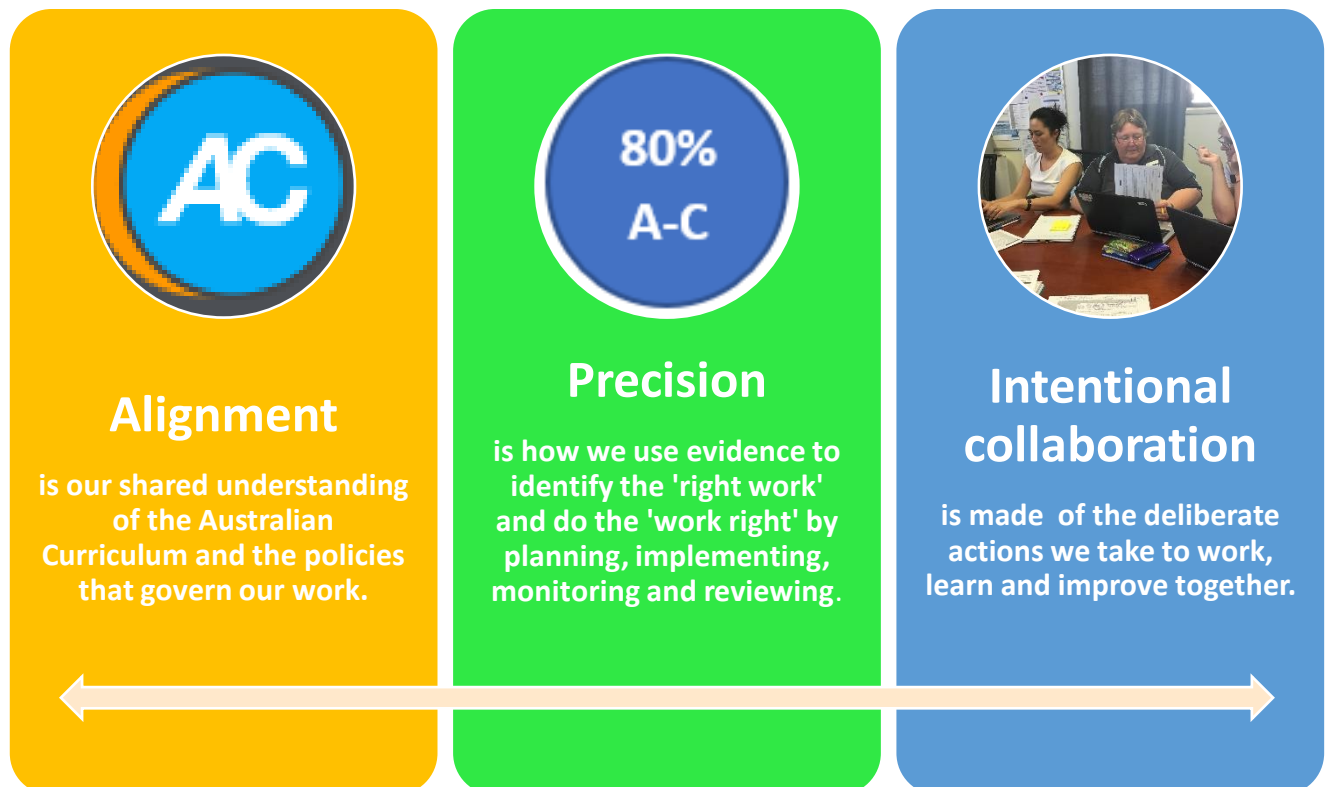 AC
Alignment
is our shared understanding
of the Australian
Curriculum and the policies
that govern our work.
80%
A-C
Precision
is how we use evidence to
identify the 'right work'
and do the 'work right' by
planning, implementing,
monitoring and reviewing.
Intentional
collaboration
is made  of the deliberate
actions we take to work,
learn and improve together.